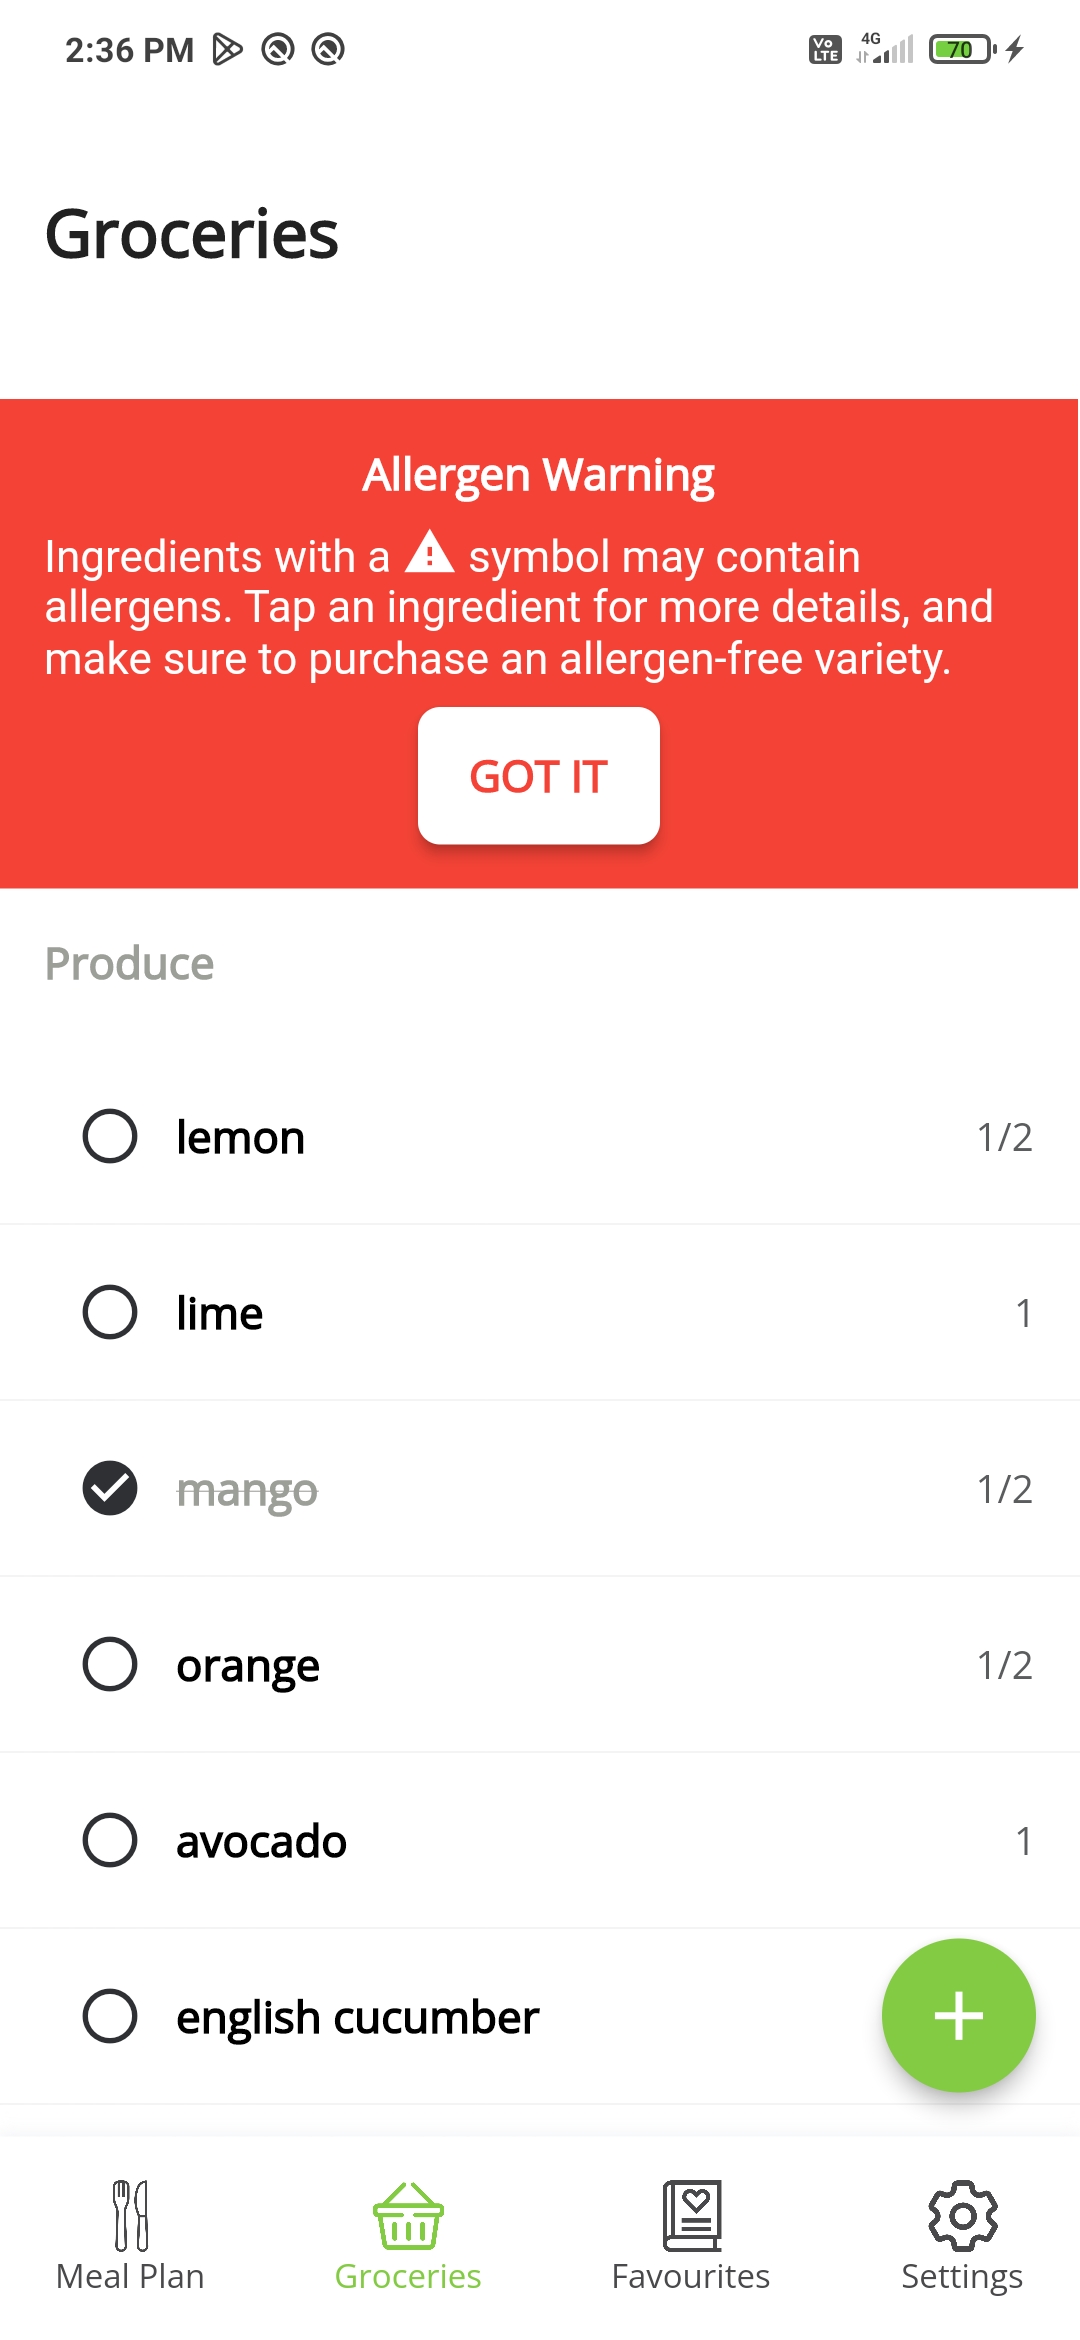 2:36 PM
Vo LTE 4G 70
Groceries
Allergen Warning
Ingredients with a symbol may contain
allergens. Tap an ingredient for more details, and
make sure to purchase an allergen-free variety.
GOT IT
Produce
lemon 1/2
lime 1
mango 1/2
orange 1/2
avocado 1
english cucumber
Meal Plan Groceries Favourites Settings